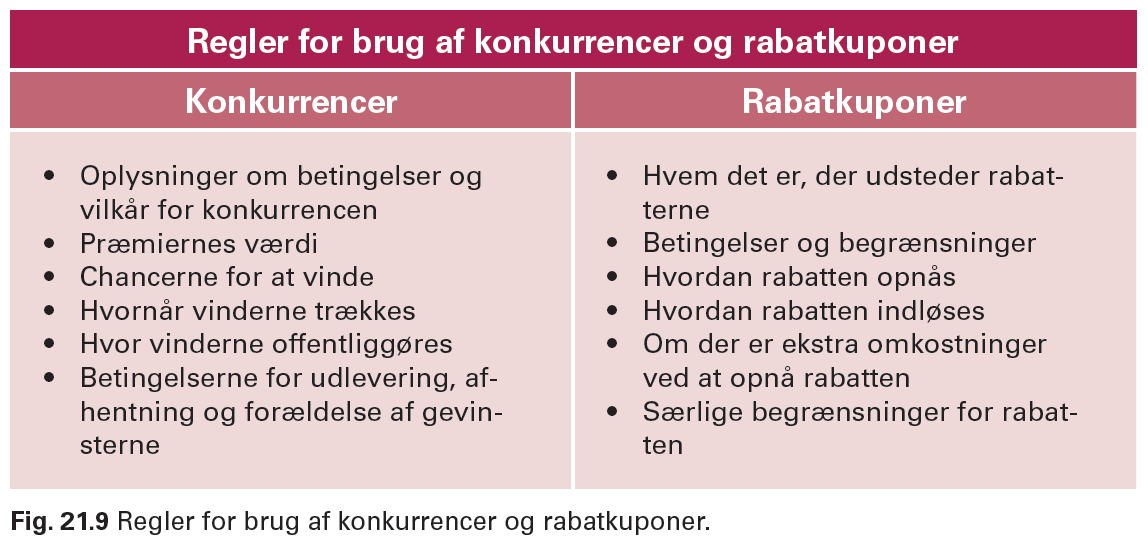 Regler for brug af konkurrencer og rabatkuponer
Konkurrencer
• Oplysninger om betingelser og
vilkår for konkurrencen
• Præmiernes værdi
• Chancerne for at vinde
• Hvornår vinderne trækkes
• Hvor vinderne offentliggøres
• Betingelserne for udlevering, af-
hentning og forældelse af gevin-
sterne
Rabatkuponer
• Hvem det er, der udsteder rabat-
terne
• Betingelser og begrænsninger
• Hvordan rabatten opnås
• Hvordan rabatten indløses
• Om der er ekstra omkostninger
ved at opnå rabatten
• Særlige begrænsninger for rabat-
ten
Fig. 21.9 Regler for brug af konkurrencer og rabatkuponer.